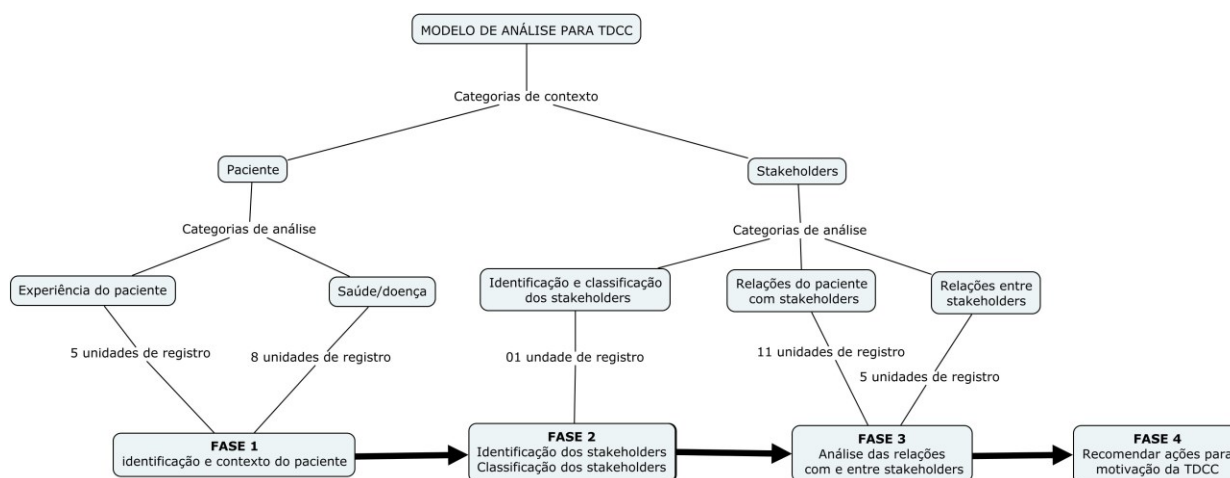 MODELO DE ANÁLISE PARA TDCC
Categorias de contexto
Paciente
Stakeholders
Categorias de análise
Categorias de análise
Experiência do paciente
Saúde/doença
Identificação e classificação
dos stakeholders
Relações do paciente
com stakeholders
Relações entre
stakeholders
5 unidades de registro
8 unidades de registro
01 undade de registro
11 unidades de registro
5 unidades de registro
FASE 1
identificação e contexto do paciente
FASE 2
Identificação dos stakeholders
Classificação dos stakeholders
FASE 3
Análise das relações
com e entre stakeholders
FASE 4
Recomendar ações para
motivação da TDCC